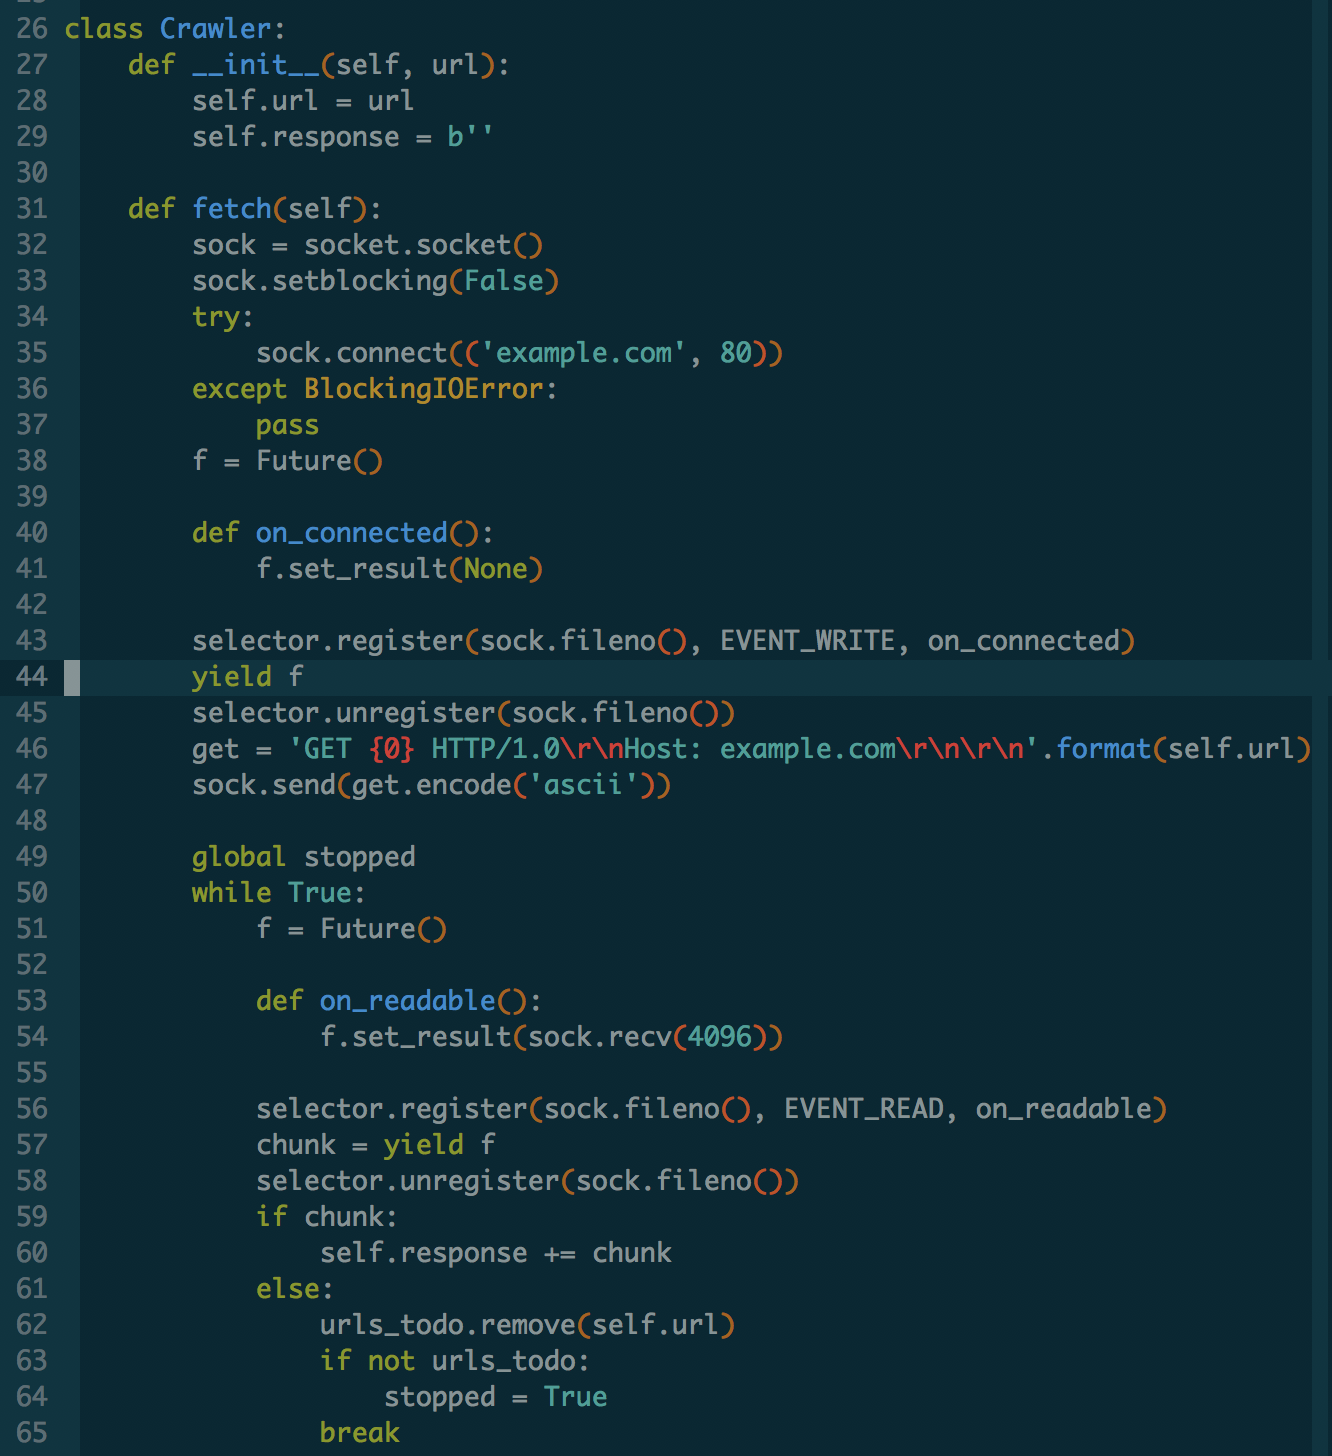 26 class Crawler:
27     def __init__(self, url):
28         self.url = url
29         self.response = b''
30
31     def fetch(self):
32         sock = socket.socket()
33         sock.setblocking(False)
34         try:
35             sock.connect(('example.com', 80))
36         except BlockingIOError:
37             pass
38         f = Future()
39
40         def on_connected():
41             f.set_result(None)
42
43         selector.register(sock.fileno(), EVENT_WRITE, on_connected)
44         yield f
45         selector.unregister(sock.fileno())
46         get = 'GET {0} HTTP/1.0\r\nHost: example.com\r\n\r\n'.format(self.url)
47         sock.send(get.encode('ascii'))
48
49         global stopped
50         while True:
51             f = Future()
52
53             def on_readable():
54                 f.set_result(sock.recv(4096))
55
56             selector.register(sock.fileno(), EVENT_READ, on_readable)
57             chunk = yield f
58             selector.unregister(sock.fileno())
59             if chunk:
60                 self.response += chunk
61             else:
62                 urls_todo.remove(self.url)
63                 if not urls_todo:
64                     stopped = True
65                 break